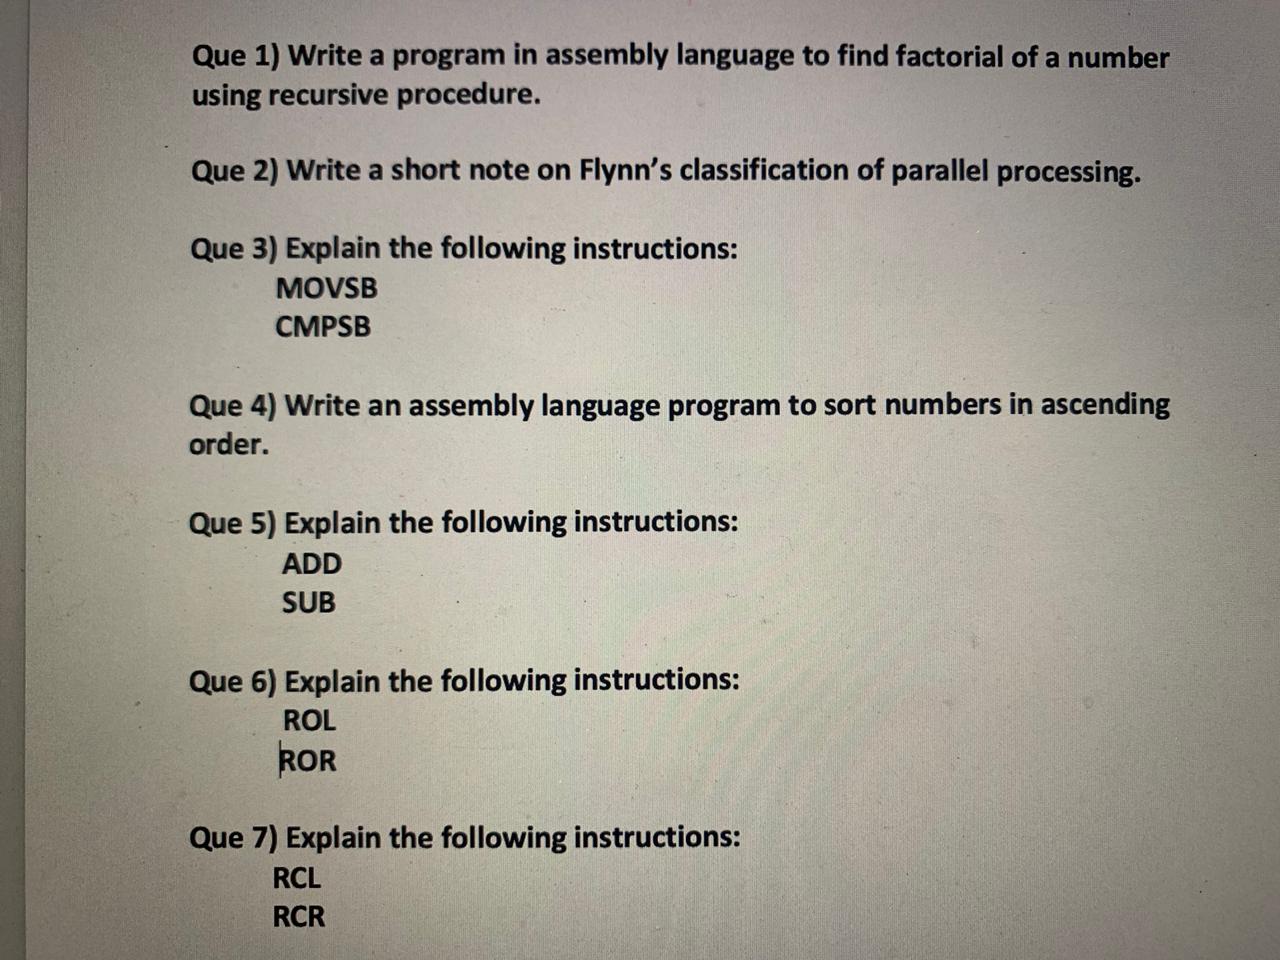 Que 1) Write a program in assembly language to find factorial of a number
using recursive procedure.
Que 2) Write a short note on Flynn’s classification of parallel processing.
Que 3) Explain the following instructions:
MOVSB
CMPSB
Que 4) Write an assembly language program to sort numbers in ascending
order.
Que 5) Explain the following instructions:
ADD
SUB
Que 6) Explain the following instructions:
ROL
ROR
Que 7) Explain the following instructions:
RCL
RCR